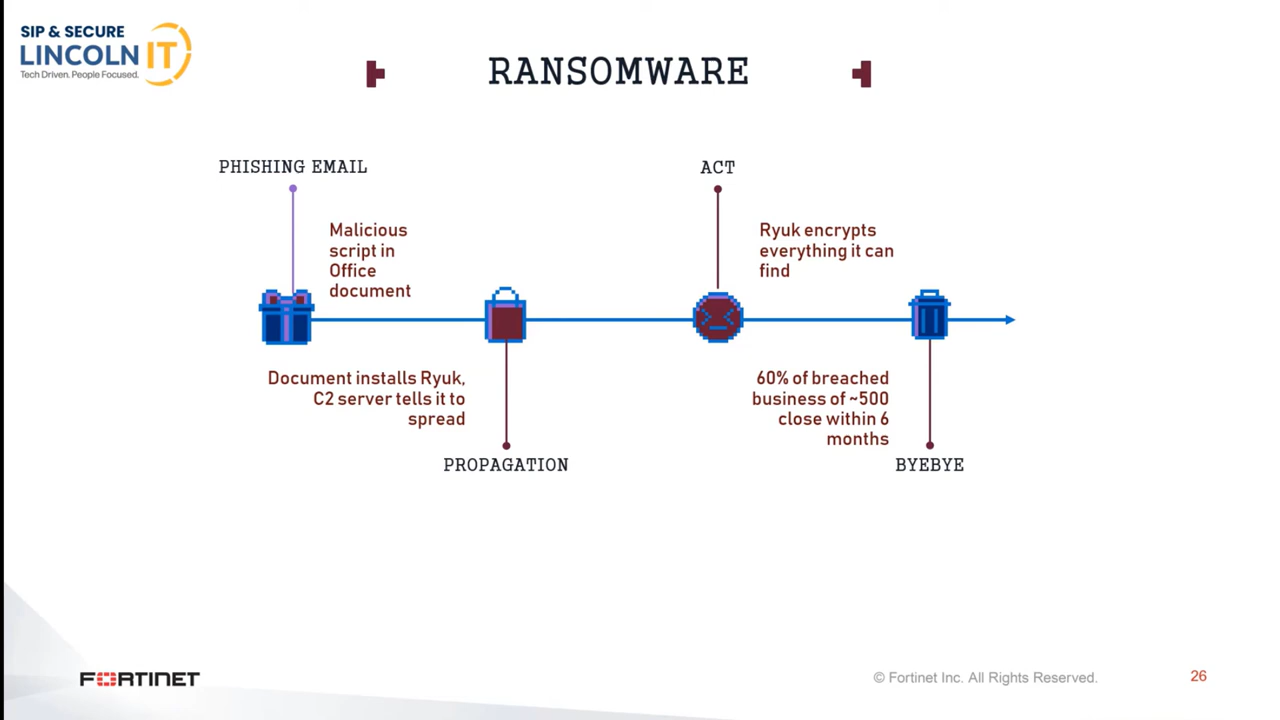 SIP & SECURE
LINCOLN IT
Tech Driven. People Focused.
RANSOMWARE
PHISHING EMAIL
Malicious
script in
Office
document
Document installs Ryuk,
C2 server tells it to
spread
PROPAGATION
ACT
Ryuk encrypts
everything it can
find
60% of breached
business of ~500
close within 6
months
BYEBYE
FORTINET
© Fortinet Inc. All Rights Reserved.
26